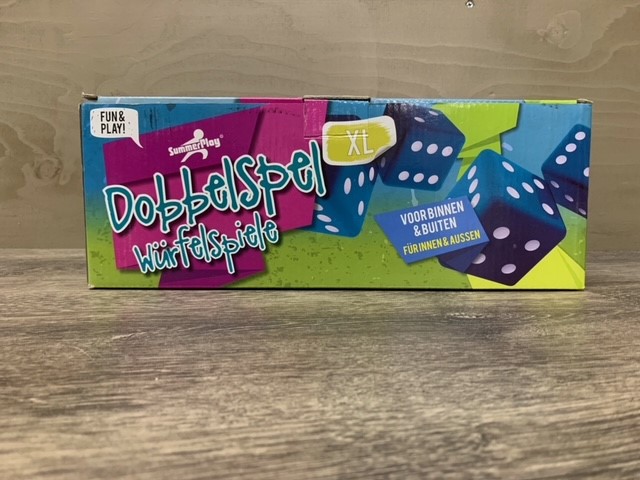 FUN &
PLAY!
SummerPlay
XL
Dobbelspel
Würfelspiele
VOOR BINNEN
& BUITEN
FÜR INNEN & AUSSEN